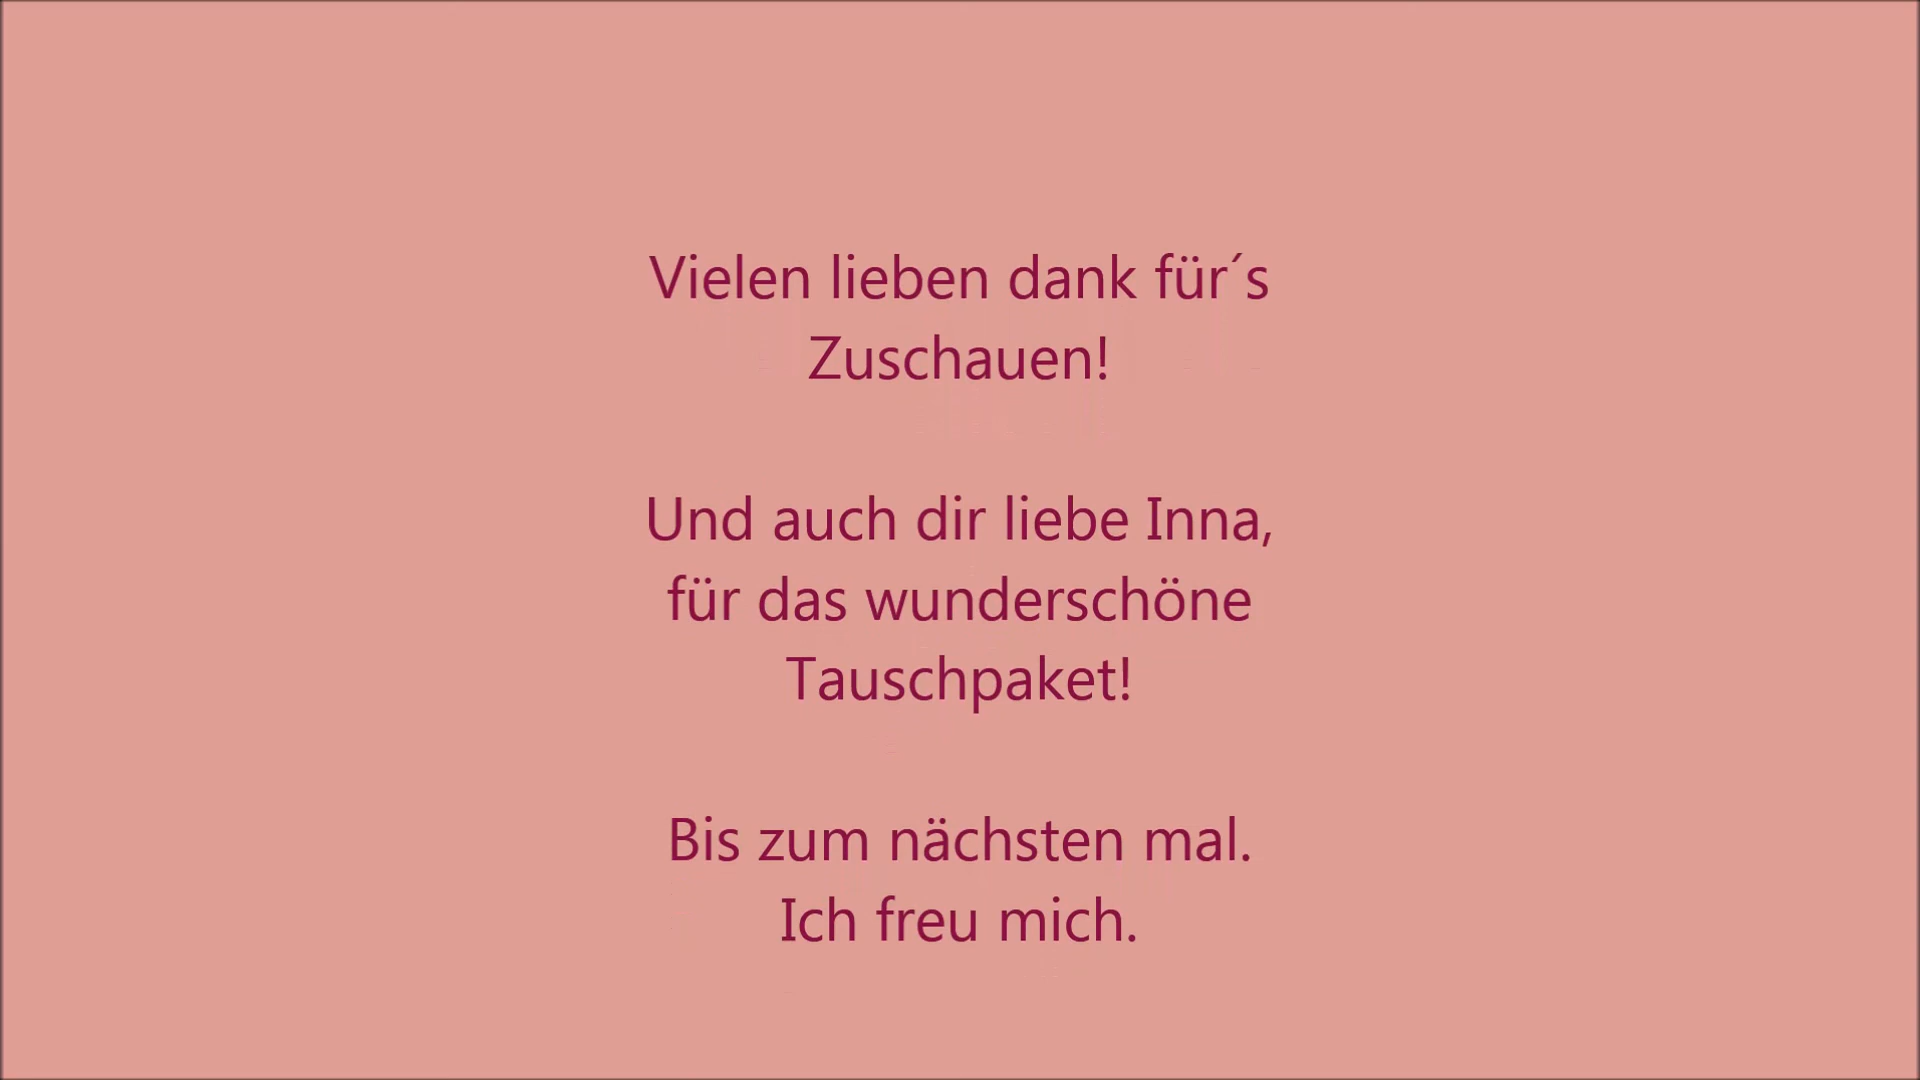 Vielen lieben dank für´s
Zuschauen!
Und auch dir liebe Inna,
für das wunderschöne
Tauschpaket!
Bis zum nächsten mal.
Ich freu mich.